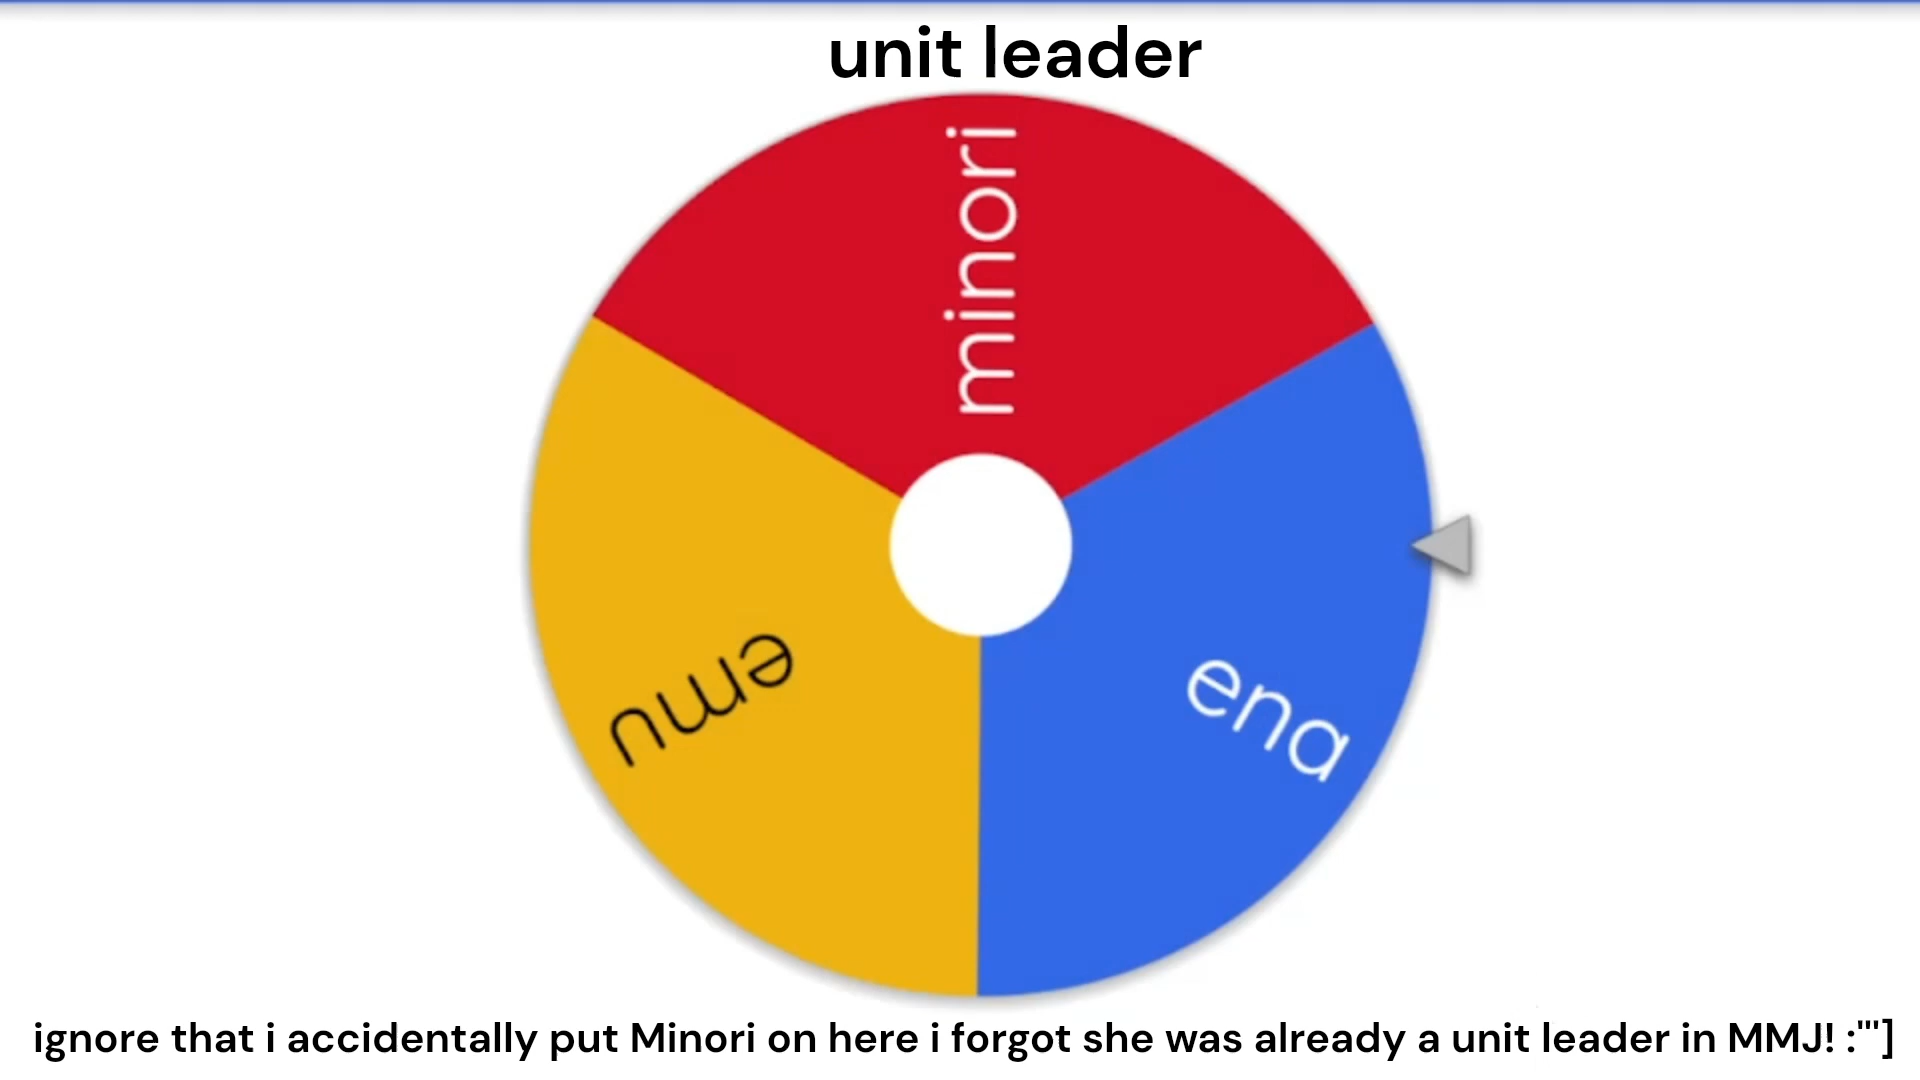 unit leader
minori
emu
ena
ignore that i accidentally put Minori on here i forgot she was already a unit leader in MMJ! :''']